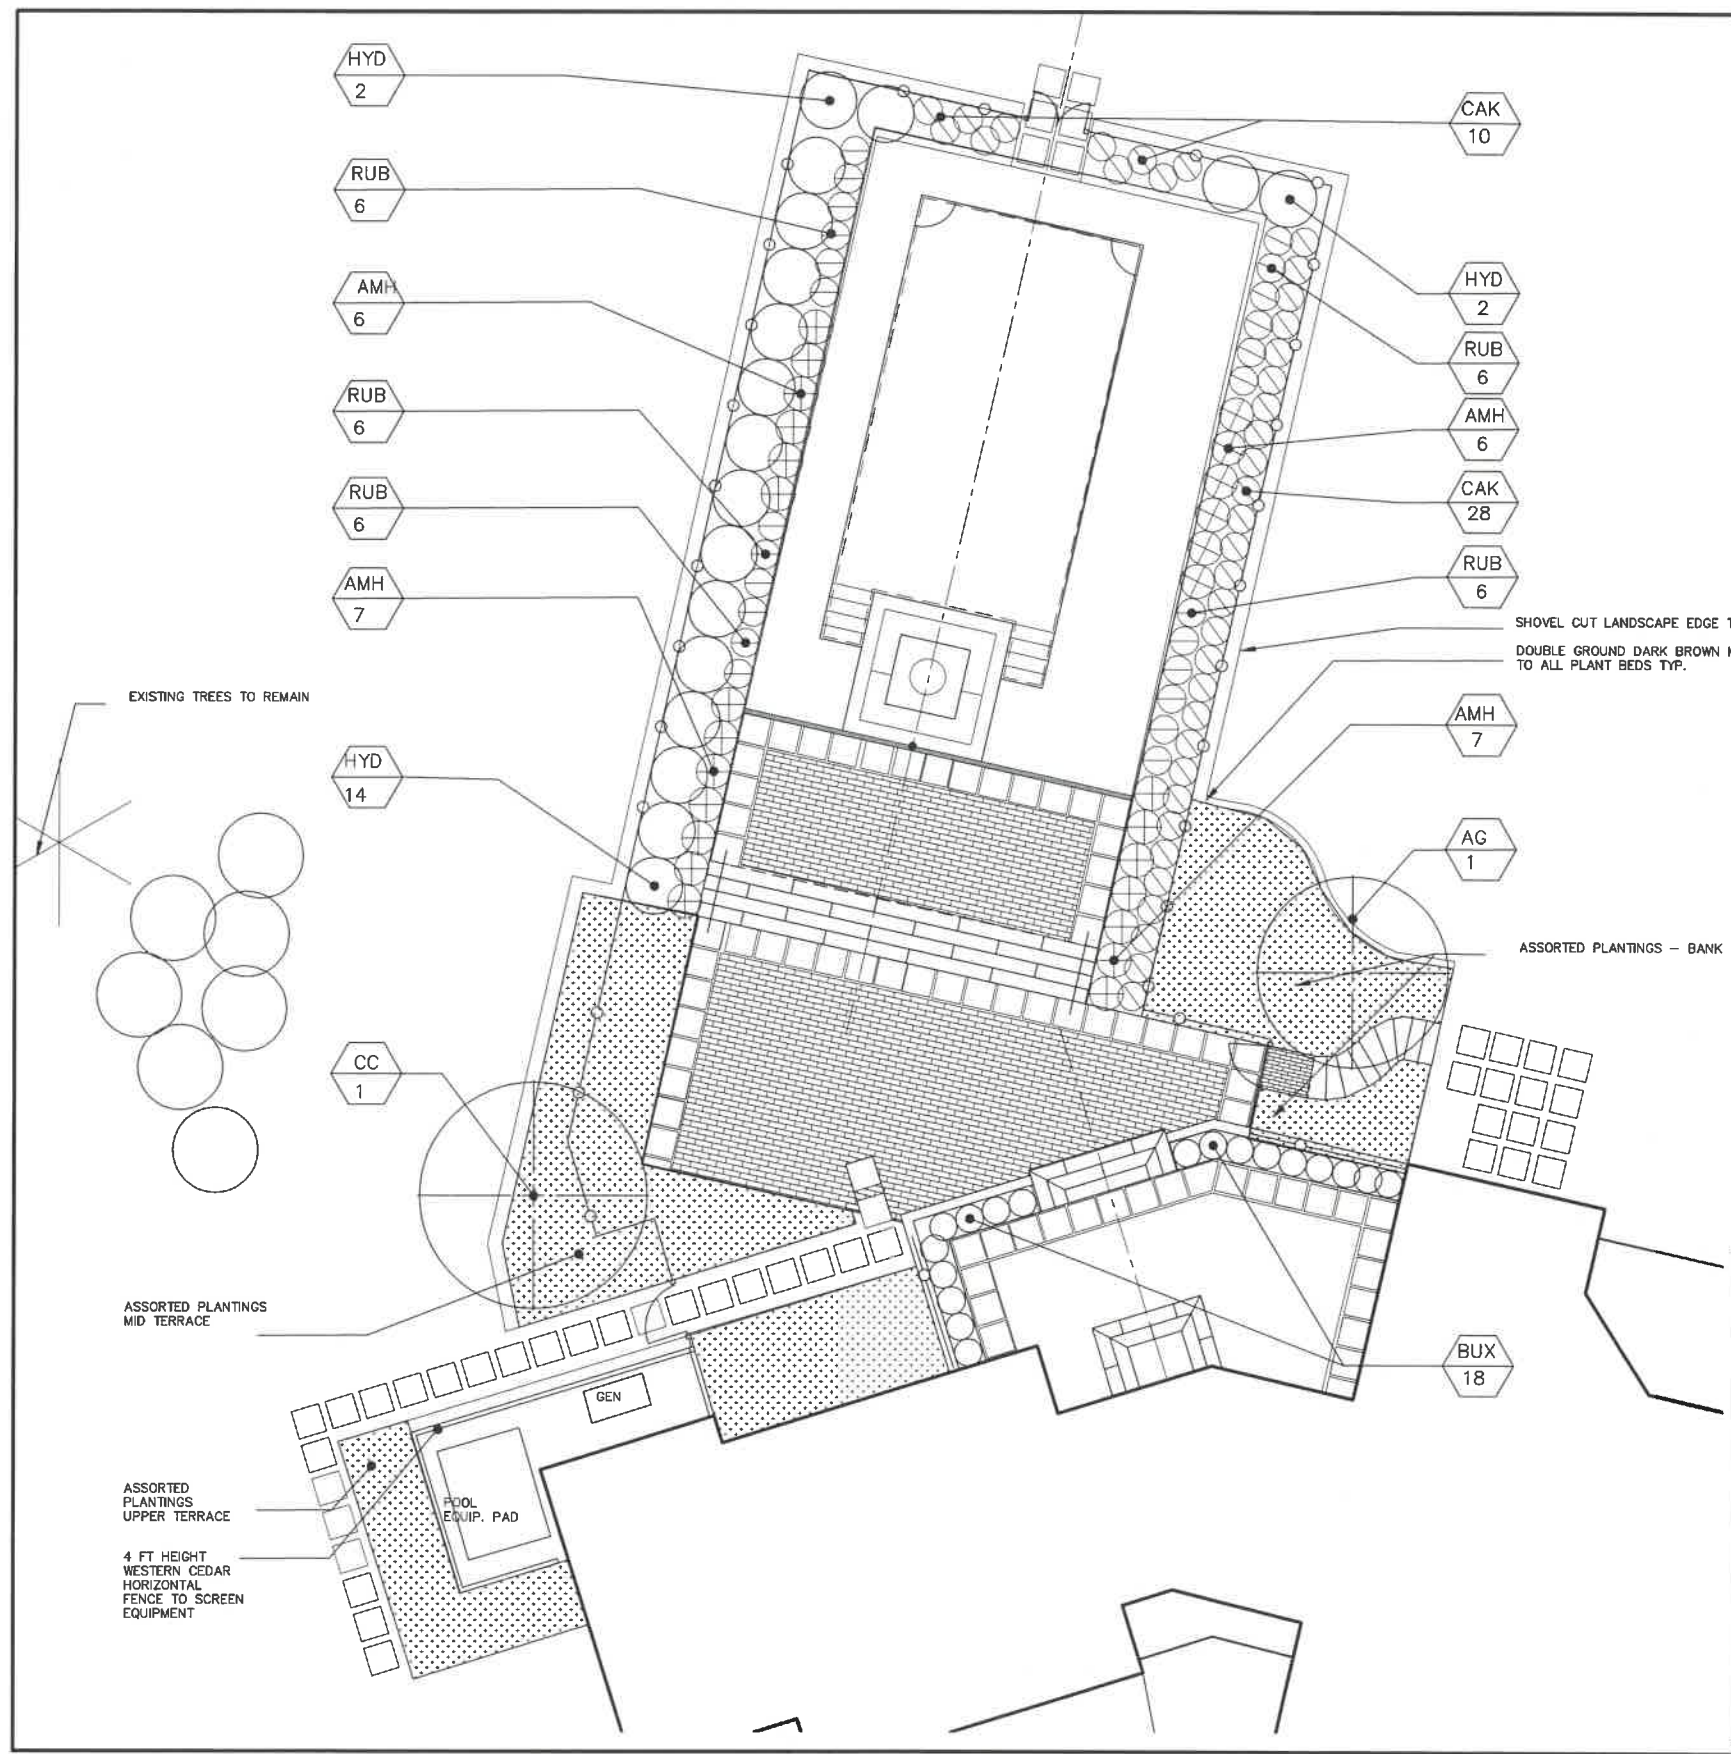 HYD
2
RUB
6
AMH
6
RUB
6
RUB
6
AMH
7
EXISTING TREES TO REMAIN
HYD
14
CC
1
ASSORTED PLANTINGS
MID TERRACE
ASSORTED
PLANTINGS
UPPER TERRACE
4 FT HEIGHT
WESTERN CEDAR
HORIZONTAL
FENCE TO SCREEN
EQUIPMENT
GEN
POOL
EQUIP. PAD
CAK
10
HYD
2
RUB
6
AMH
6
CAK
28
RUB
6
SHOVEL CUT LANDSCAPE EDGE
DOUBLE GROUND DARK BROWN
TO ALL PLANT BEDS TYP.
AMH
7
AG
1
ASSORTED PLANTINGS – BANK
BUX
18